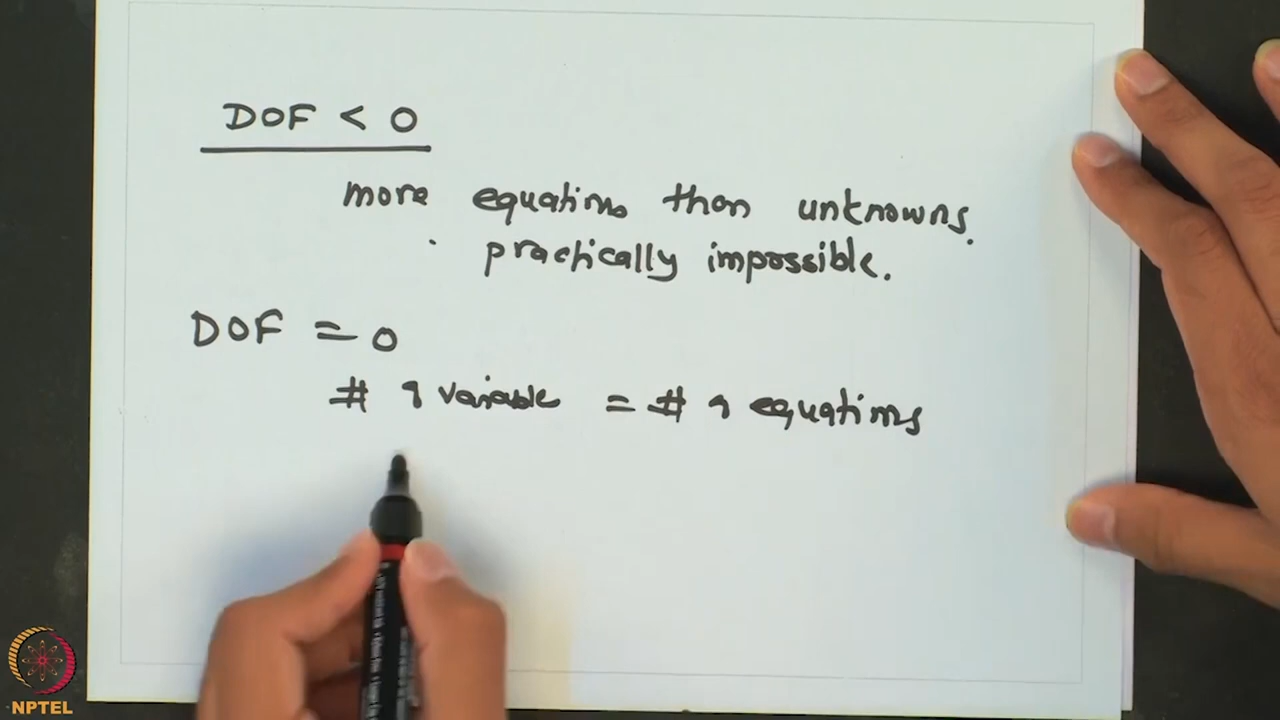 DOF < 0
more equations than unknowns.
practically impossible.
DOF = 0
# of variable = # of equations
NPTEL